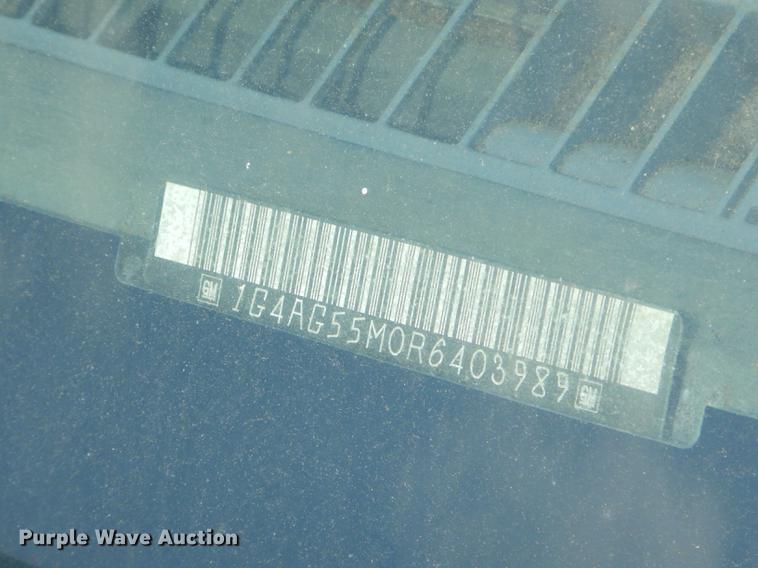 GM 1G4AG55M0R6403989 GM
Purple Wave Auction